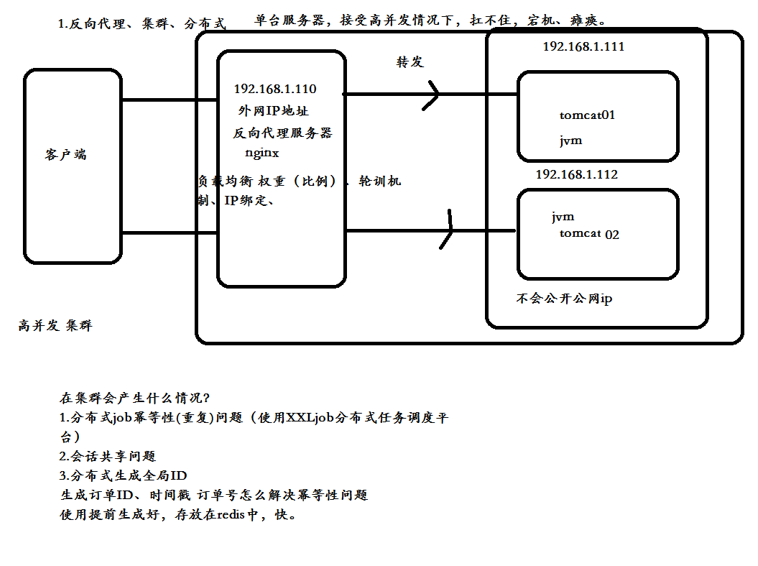 1.反向代理、集群、分布式
单台服务器，接受高并发情况下，扛不住，宕机、瘫痪。
192.168.1.111
转发
192.168.1.110
外网IP地址
反向代理服务器
nginx
客户端
tomcat01
jvm
192.168.1.112
负载均衡 权重（比例）、轮训机
制、IP绑定、
jvm
tomcat 02
不会公开公网ip
高并发 集群
在集群会产生什么情况?
1.分布式job幂等性(重复)问题（使用XXLjob分布式任务调度平
台）
2.会话共享问题
3.分布式生成全局ID
生成订单ID、时间戳 订单号怎么解决幂等性问题
使用提前生成好，存放在redis中，快。